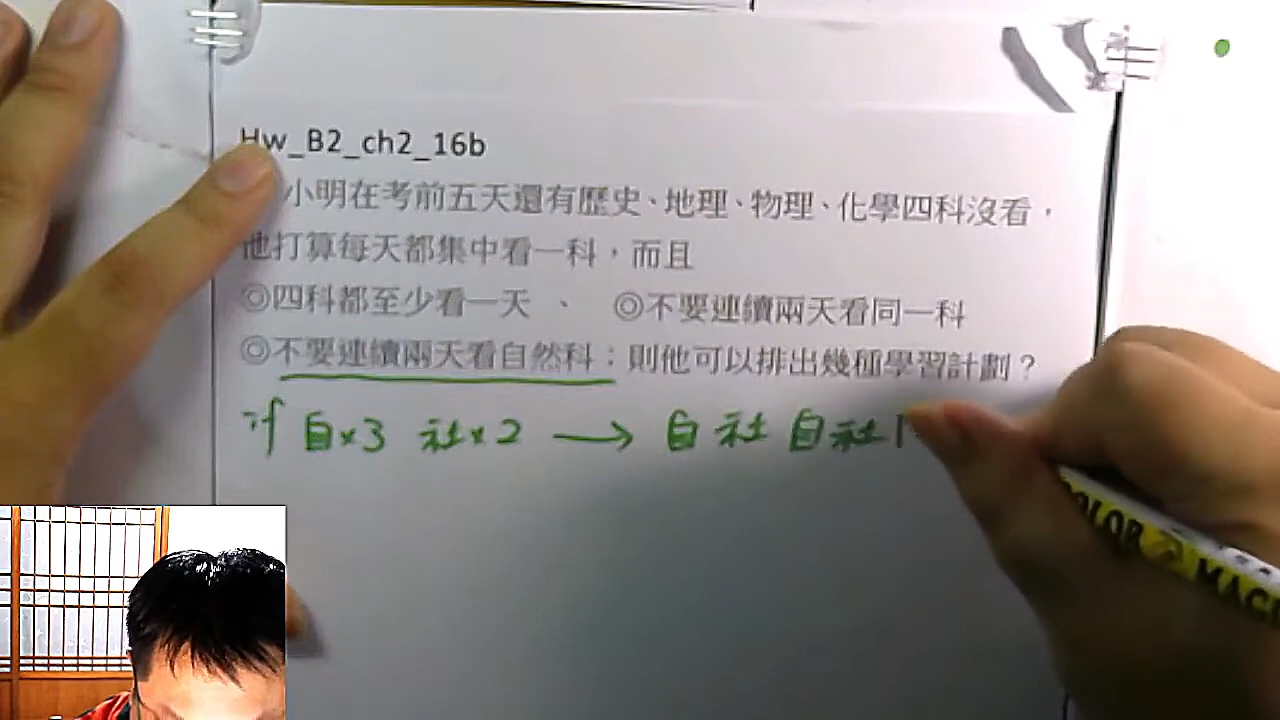 Hw_B2_ch2_16b
小明在考前五天還有歷史、地理、物理、化學四科沒看，
他打算每天都集中看一科，而且
◎四科都至少看一天 、 ◎不要連續兩天看同一科
◎不要連續兩天看自然科；則他可以排出幾種學習計劃？
if 自×3 社×2 → 自 社 自 社
COLOR MAGI